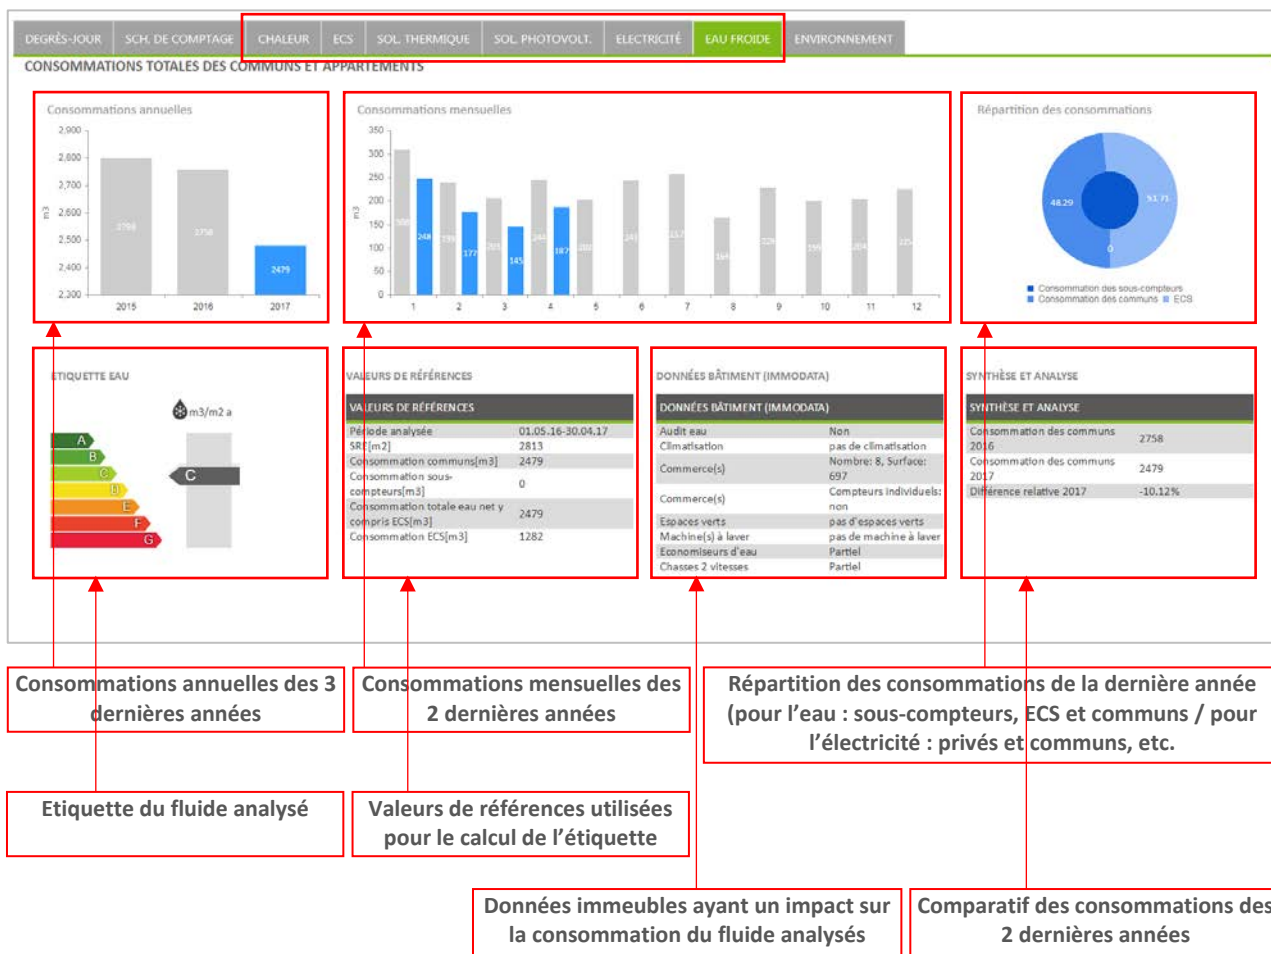 DEGRÈS-JOUR SCH. DE COMPTAGE CHALEUR ECS SOL. THERMIQUE SOL. PHOTOVOLT. ELECTRICITÉ EAU FROIDE ENVIRONNEMENT
CONSOMMATIONS TOTALES DES COMMUNS ET APPARTEMENTS
Consommations annuelles
2,900
2,800
2,700
2,600
2,500
2,400
2,300
m3
2758
2479
2015 2016 2017
Consommations mensuelles
350
300
250
200
150
100
50
0
m3
248
177
145
187
1 2 3 4 5 6 7 8 9 10 11 12
Répartition des consommations
48.29
51.71
0
Consommation des sous-compteurs
Consommation des communs ECS
ETIQUETTE EAU
m3/m2 a
A
B
C
D
E
F
G
C
VALEURS DE RÉFÉRENCES
VALEURS DE RÉFÉRENCES
Période analysée 01.05.16-30.04.17
SRE[m2] 2813
Consommation communs[m3] 2479
Consommation sous-
compteurs[m3] 0
Consommation totale eau net y
compris ECS[m3] 2479
Consommation ECS[m3] 1282
DONNÉES BÂTIMENT (IMMODATA)
DONNÉES BÂTIMENT (IMMODATA)
Audit eau Non
Climatisation pas de climatisation
Commerce(s) Nombre: 8, Surface:
697
Commerce(s) Compteurs individuels:
non
Espaces verts pas d'espaces verts
Machine(s) à laver pas de machine à laver
Economiseurs d'eau Partiel
Chasses 2 vitesses Partiel
SYNTHÈSE ET ANALYSE
SYNTHÈSE ET ANALYSE
Consommation des communs
2016 2758
Consommation des communs
2017 2479
Différence relative 2017 -10.12%
Consommations annuelles des 3
dernières années
Consommations mensuelles des
2 dernières années
Répartition des consommations de la dernière année
(pour l’eau : sous-compteurs, ECS et communs / pour
l’électricité : privés et communs, etc.
Etiquette du fluide analysé
Valeurs de références utilisées
pour le calcul de l’étiquette
Données immeubles ayant un impact sur
la consommation du fluide analysés
Comparatif des consommations des
2 dernières années